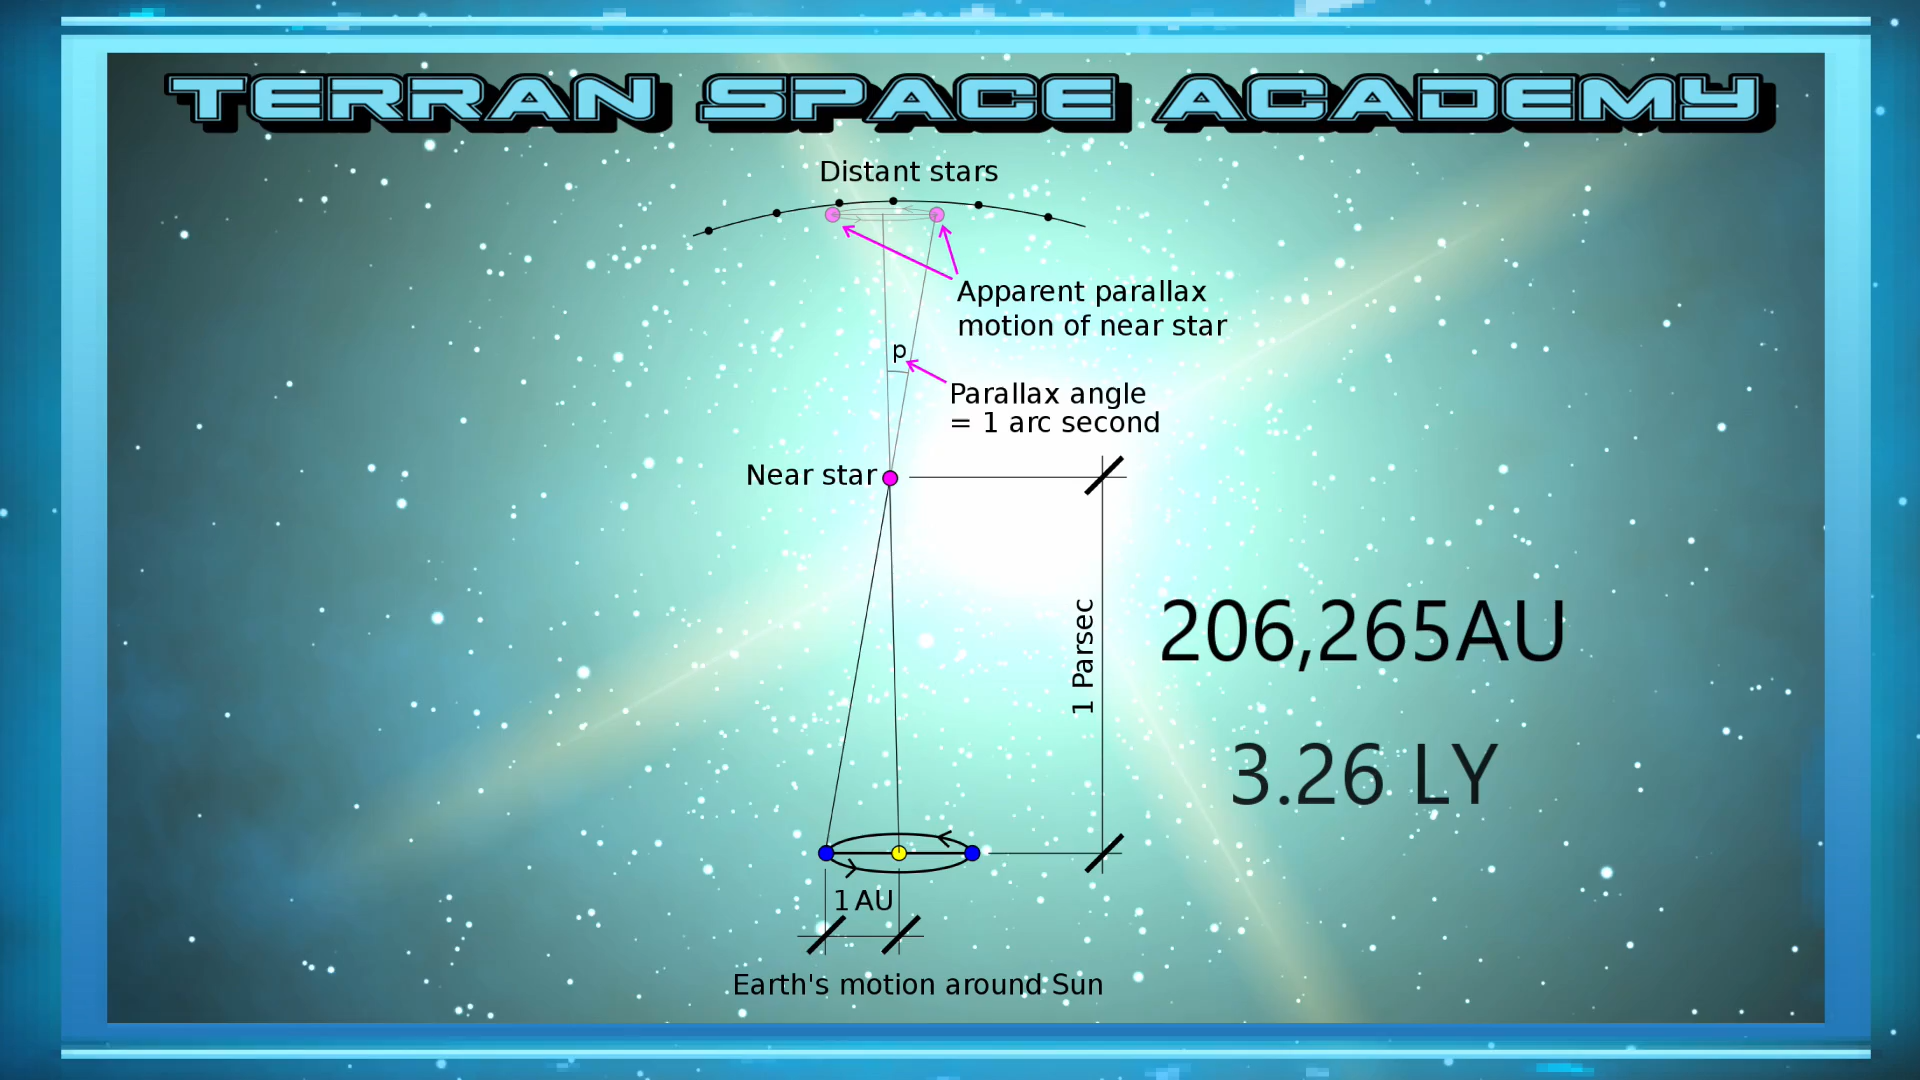 TERRAN SPACE ACADEMY
Distant stars
Apparent parallax
motion of near star
p
Parallax angle
= 1 arc second
Near star
1 Parsec
206,265AU
3.26 LY
1 AU
Earth's motion around Sun